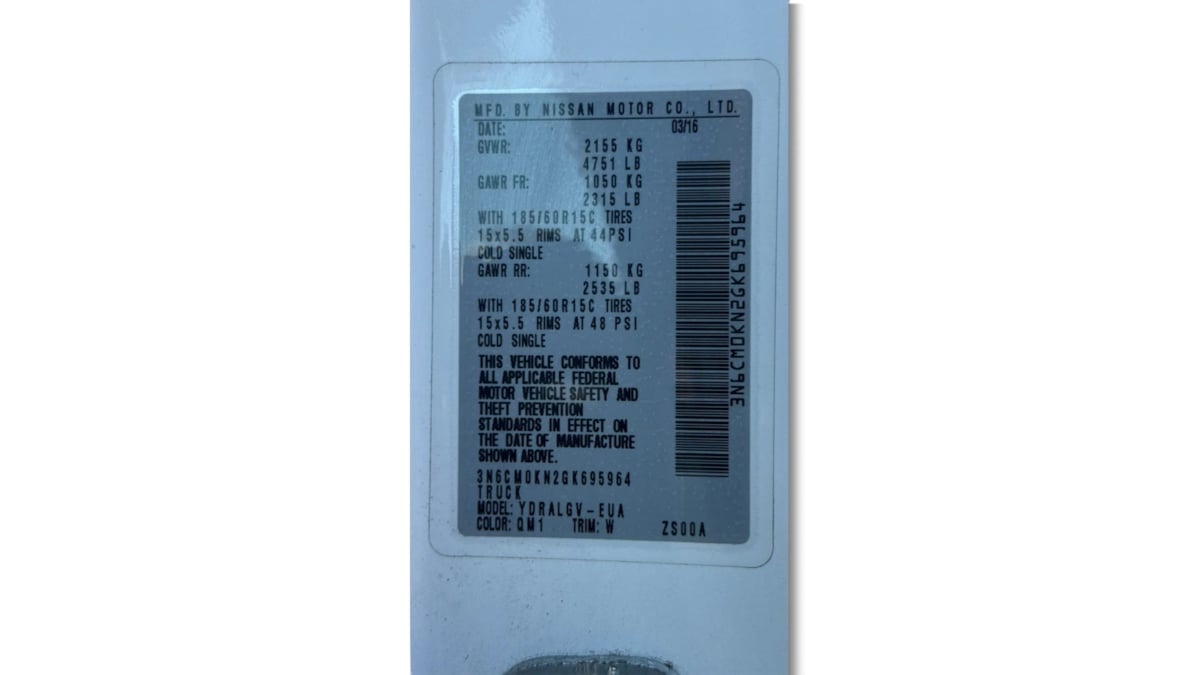 MFD. BY NISSAN MOTOR CO., LTD.
DATE: 03/16
GVWR: 2155 KG
4751 LB
GAWR FR: 1050 KG
2315 LB
WITH 185/60R15C TIRES
15x5.5 RIMS AT 44PSI
COLD SINGLE
GAWR RR: 1150 KG
2535 LB
WITH 185/60R15C TIRES
15x5.5 RIMS AT 48 PSI
COLD SINGLE
THIS VEHICLE CONFORMS TO
ALL APPLICABLE FEDERAL
MOTOR VEHICLE SAFETY AND
THEFT PREVENTION
STANDARDS IN EFFECT ON
THE DATE OF MANUFACTURE
SHOWN ABOVE.
3N6CM0KN2GK695964
TRUCK
MODEL: YDRALGV-EUA
COLOR: QM1 TRIM: W ZS00A
3N6CM0KN2GK695964